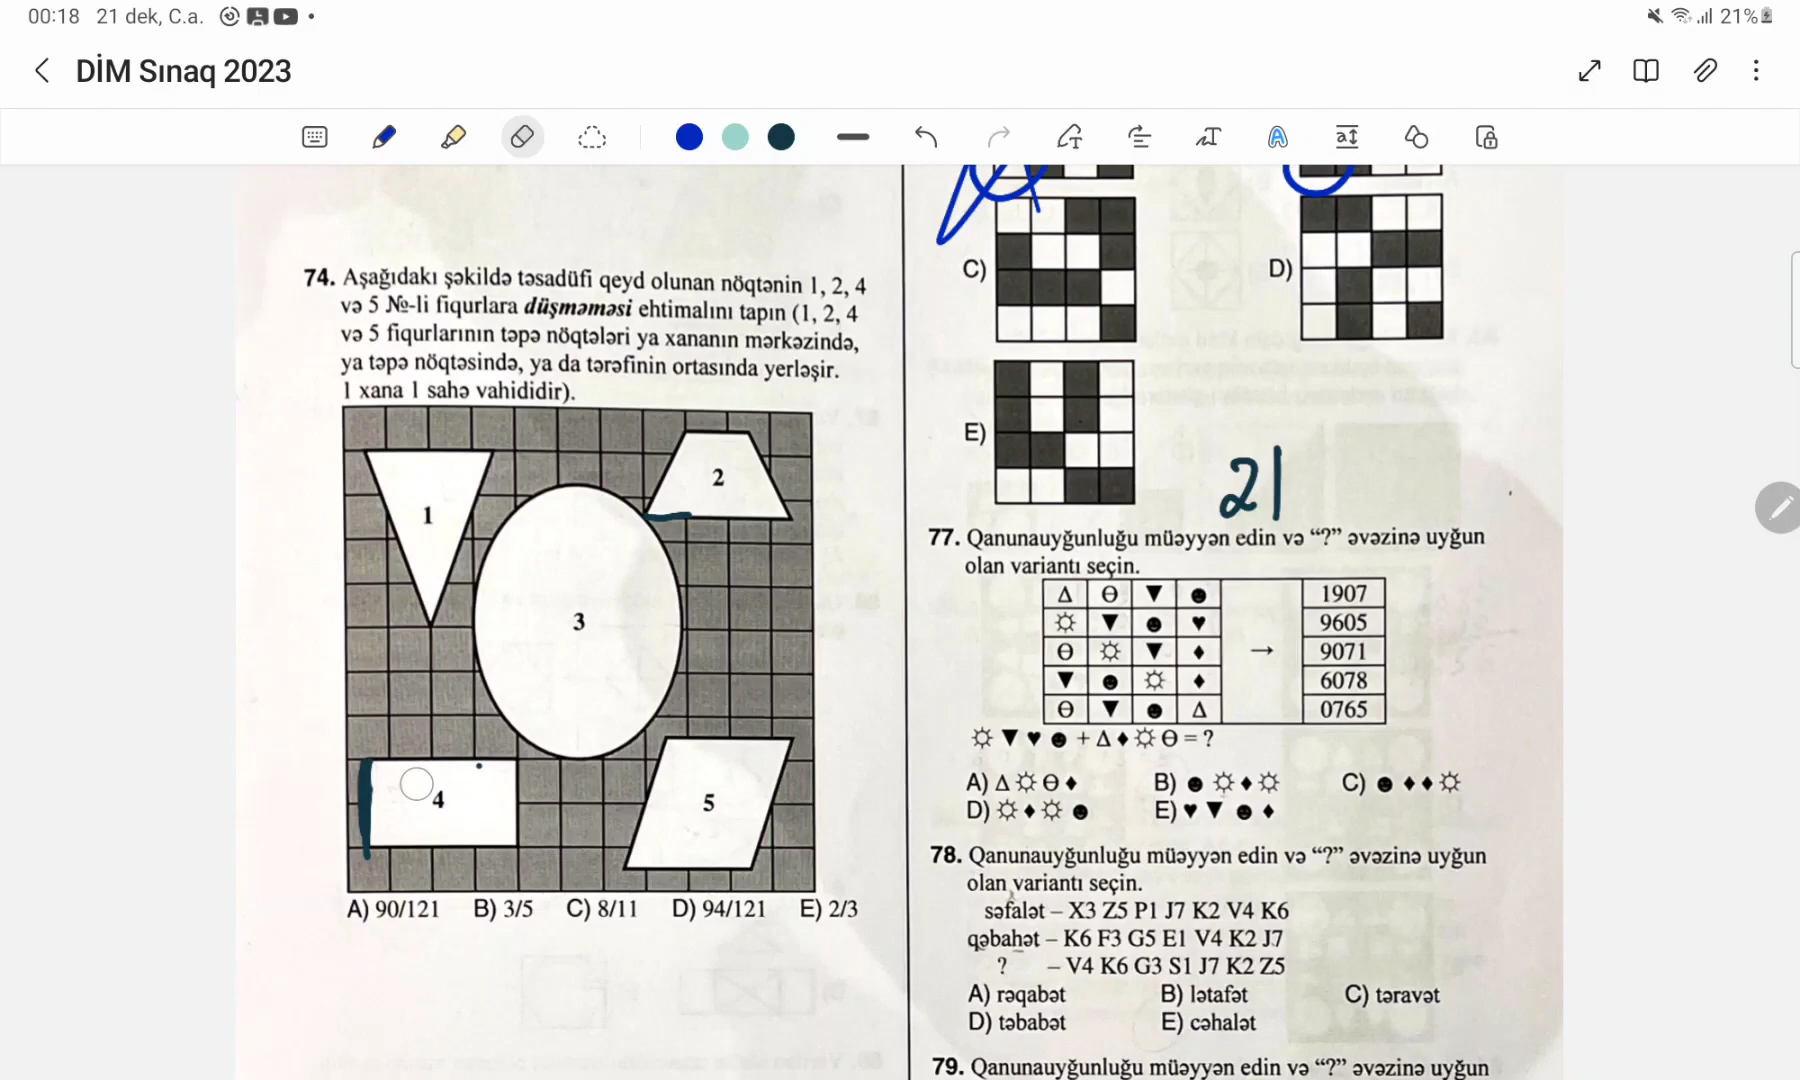 00:18 21 dek, C.a.
21%
DİM Sınaq 2023
74. Aşağıdakı şəkildə təsadüfi qeyd olunan nöqtənin 1, 2, 4
və 5 №-li fiqurlara düşməməsi ehtimalını tapın (1, 2, 4
və 5 fiqurlarının təpə nöqtələri ya xananın mərkəzində,
ya təpə nöqtəsində, ya da tərəfinin ortasında yerləşir.
1 xana 1 sahə vahididir).
1
2
3
4
5
A) 90/121 B) 3/5 C) 8/11 D) 94/121 E) 2/3
C)
D)
E)
21
77. Qanunauyğunluğu müəyyən edin və “?” əvəzinə uyğun
olan variantı seçin.
∆ Ө ▼ ☻ 1907
☼ ▼ ☻ ♥ 9605
Ө ☼ ▼ ♦ → 9071
▼ ☻ ☼ ♦ 6078
Ө ▼ ☻ ∆ 0765
☼ ▼ ♥ ☻ + ∆ ♦ ☼ Ө = ?
A) ∆ ☼ Ө ♦ B) ☻ ☼ ♦ ☼ C) ☻ ♦ ♦ ☼
D) ☼ ♦ ☼ ☻ E) ♥ ▼ ☻ ♦
78. Qanunauyğunluğu müəyyən edin və “?” əvəzinə uyğun
olan variantı seçin.
səfalət – X3 Z5 P1 J7 K2 V4 K6
qəbahət – K6 F3 G5 E1 V4 K2 J7
? – V4 K6 G3 S1 J7 K2 Z5
A) rəqabət B) lətafət C) təravət
D) təbabət E) cəhalət
79. Qanunauyğunluğu müəyyən edin və “?” əvəzinə uyğun